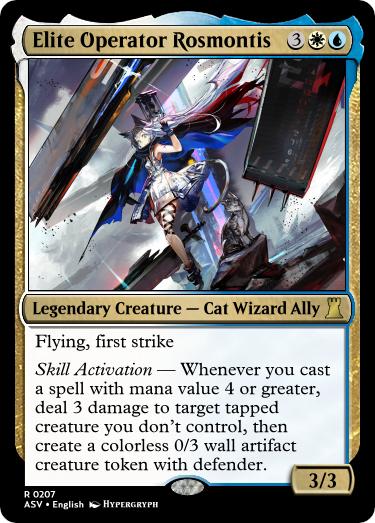 Elite Operator Rosmontis 3
Legendary Creature — Cat Wizard Ally
Flying, first strike
Skill Activation — Whenever you cast
a spell with mana value 4 or greater,
deal 3 damage to target tapped
creature you don't control, then
create a colorless 0/3 wall artifact
creature token with defender.
3/3
R 0207
ASV • English HYPERGRYPH